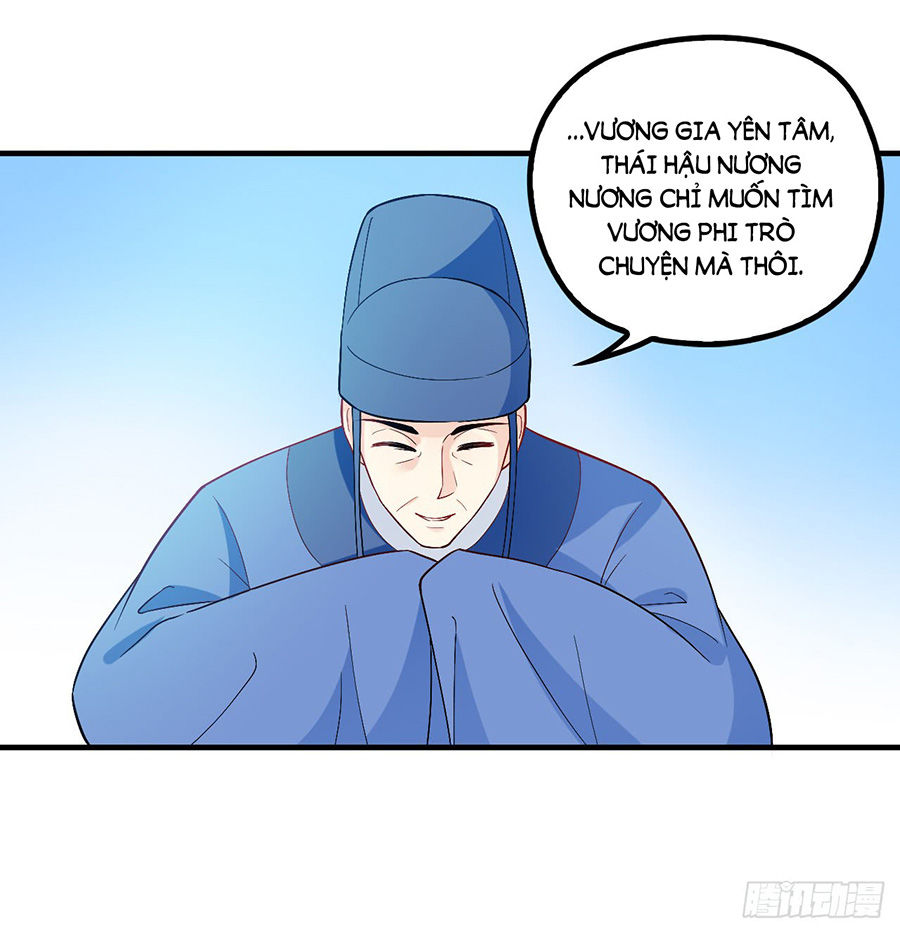 ...VƯƠNG GIA YÊN TÂM,
THÁI HẬU NƯƠNG
NƯƠNG CHỈ MUỐN TÌM
VƯƠNG PHI TRÒ
CHUYỆN MÀ THÔI.
腾讯动漫